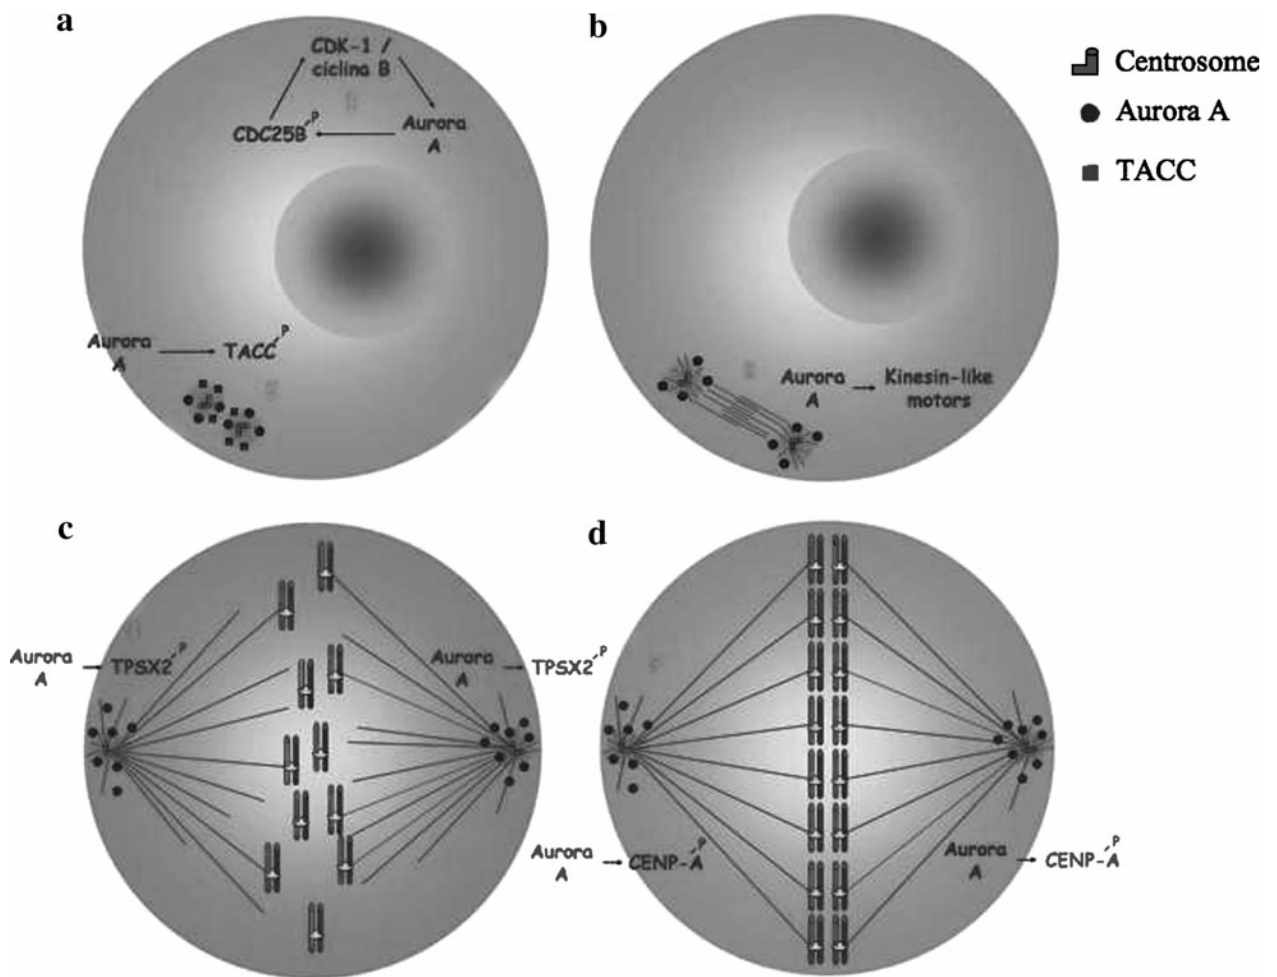 a
CDK-1 /
ciclina B
CDC25B-P
Aurora
A
Aurora
A
TACC-P
b
Aurora
A
Kinesin-like
motors
Centrosome
Aurora A
TACC
c
Aurora
A
TPSX2-P
Aurora
A
TPSX2-P
d
Aurora
A
CENP-A-P
Aurora
A
CENP-A-P